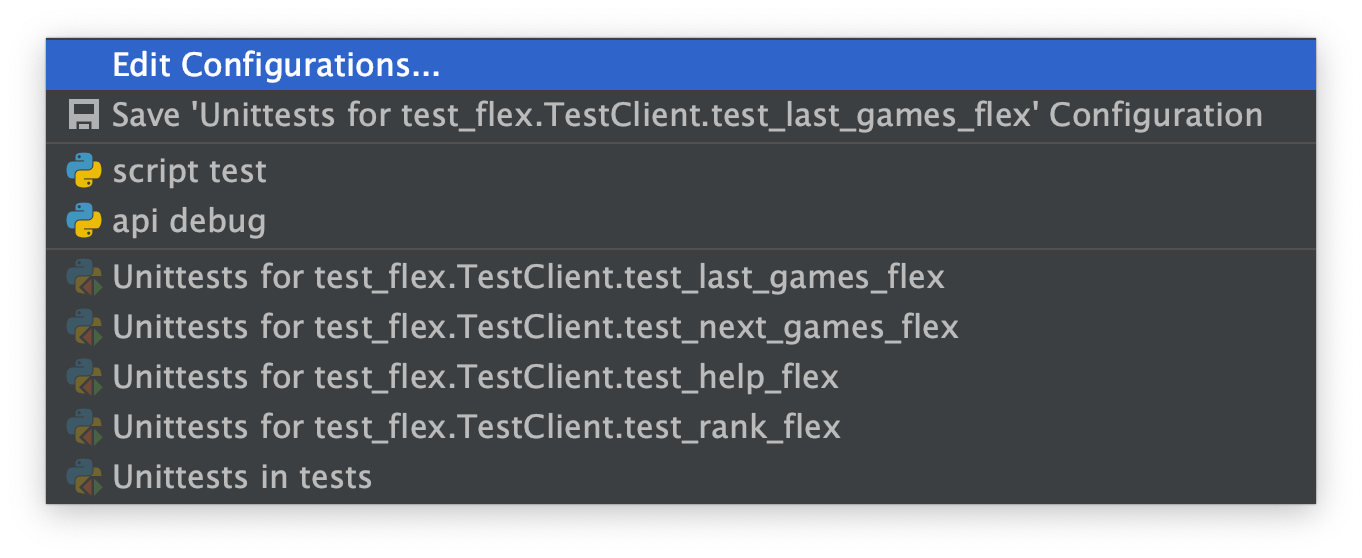 Edit Configurations...
Save 'Unittests for test_flex.TestClient.test_last_games_flex' Configuration
script test
api debug
Unittests for test_flex.TestClient.test_last_games_flex
Unittests for test_flex.TestClient.test_next_games_flex
Unittests for test_flex.TestClient.test_help_flex
Unittests for test_flex.TestClient.test_rank_flex
Unittests in tests